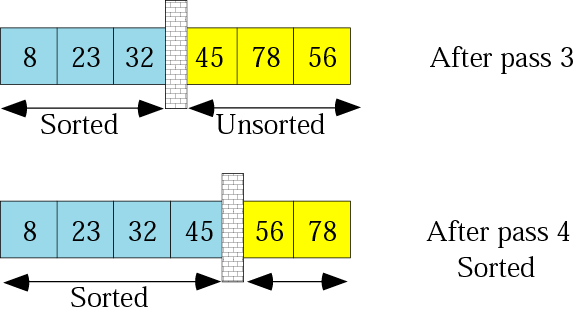 8 23 32 45 78 56 After pass 3
Sorted Unsorted
8 23 32 45 56 78 After pass 4
Sorted
Sorted